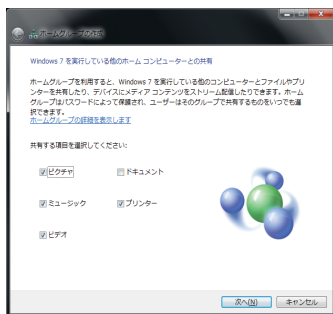 ホームグループの作成
Windows 7 を実行している他のホーム コンピューターとの共有
ホームグループを利用すると、Windows 7 を実行している他のコンピューターとファイルやプリ
ンターを共有したり、デバイスにメディア コンテンツをストリーム配信したりできます。ホーム
グループはパスワードによって保護され、ユーザーはそのグループで共有するものをいつでも選
択できます。
ホームグループの詳細を表示します
共有する項目を選択してください:
ピクチャ ドキュメント
ミュージック プリンター
ビデオ
次へ(N) キャンセル